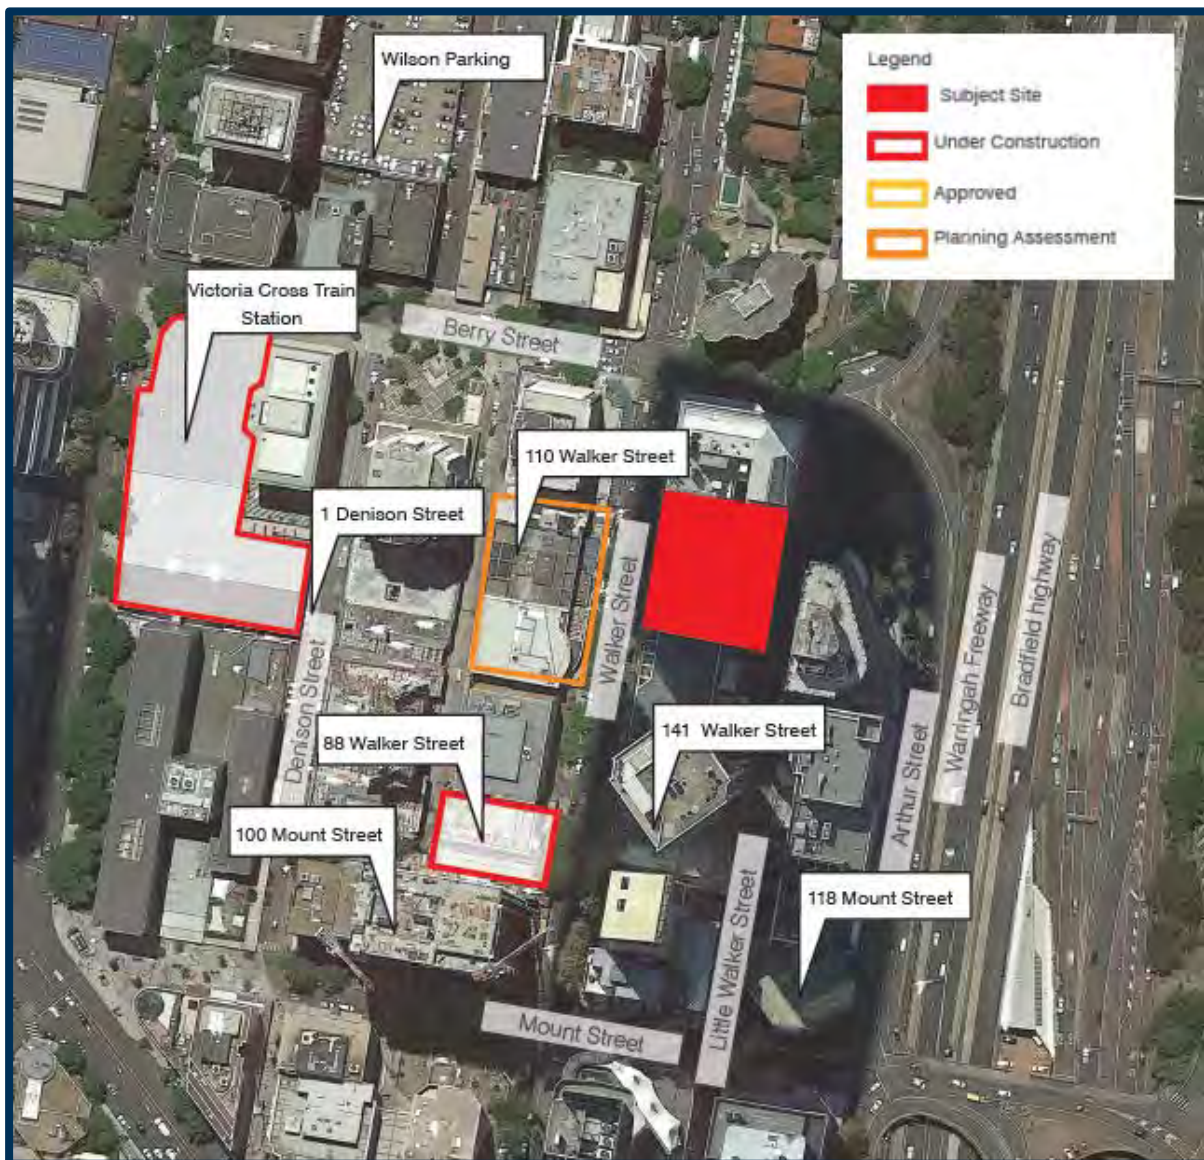 Wilson Parking
Legend
Subject Site
Under Construction
Approved
Planning Assessment
Victoria Cross Train
Station
Berry Street
110 Walker Street
1 Denison Street
Walker Street
Bradfield highway
Warringah Freeway
Denison Street
88 Walker Street
141 Walker Street
Arthur Street
100 Mount Street
118 Mount Street
Little Walker Street
Mount Street